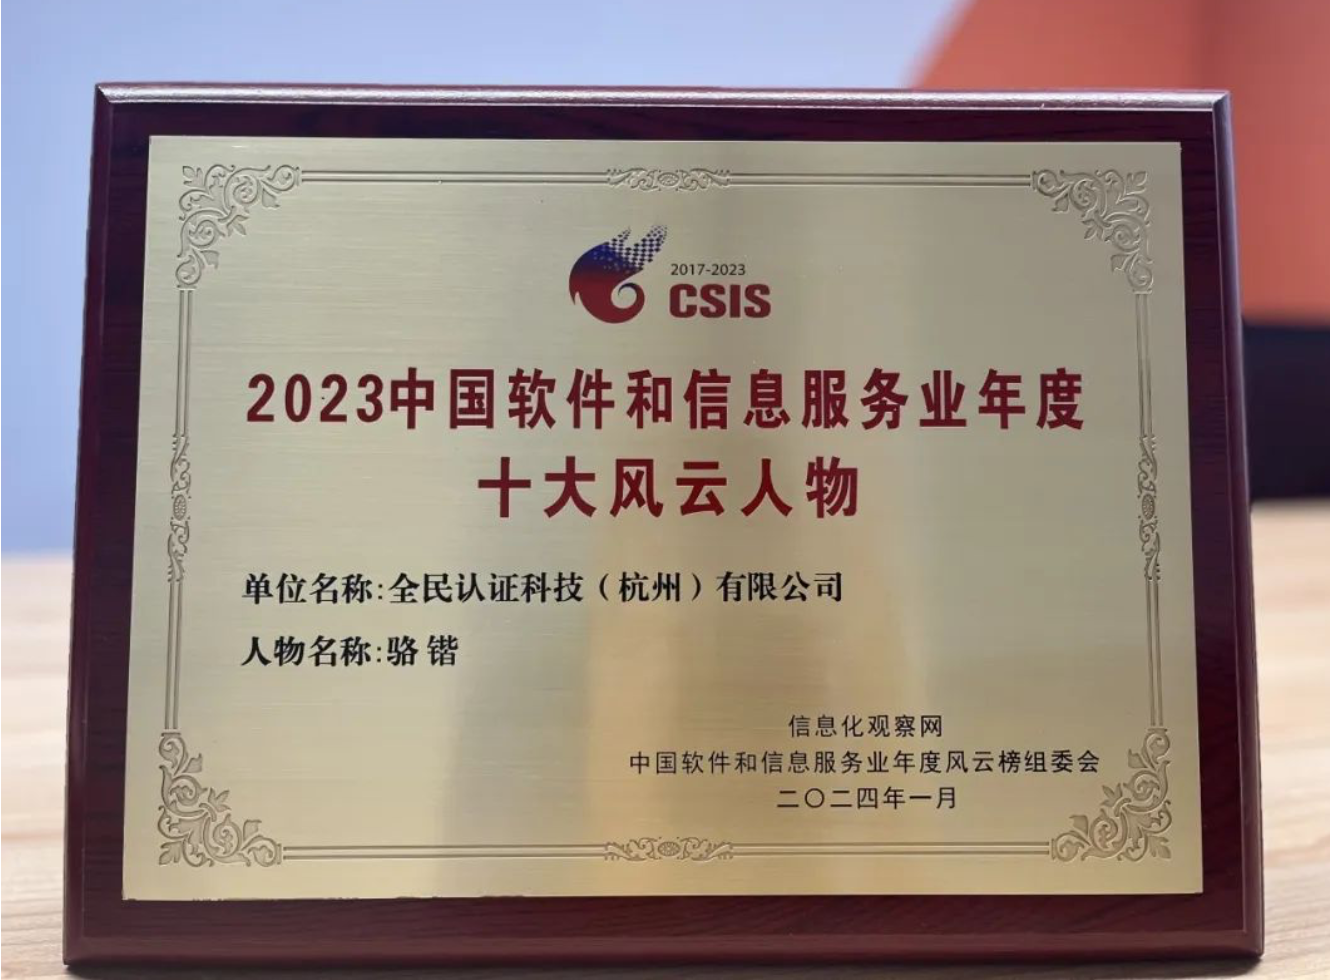 2017-2023
CSIS
2023中国软件和信息服务业年度
十大风云人物
单位名称:全民认证科技（杭州）有限公司
人物名称:骆 锴
信息化观察网
中国软件和信息服务业年度风云榜组委会
二〇二四年一月